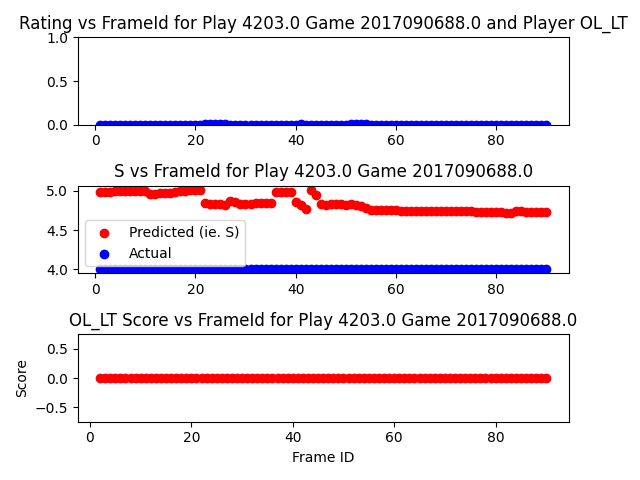 Rating vs FrameId for Play 4203.0 Game 2017090688.0 and Player OL_LT
1.0
0.5
0.0
0 20 40 60 80
S vs FrameId for Play 4203.0 Game 2017090688.0
5.0
4.5
4.0
Predicted (ie. S)
Actual
0 20 40 60 80
OL_LT Score vs FrameId for Play 4203.0 Game 2017090688.0
Score
0.5
0.0
−0.5
0 20 40 60 80
Frame ID